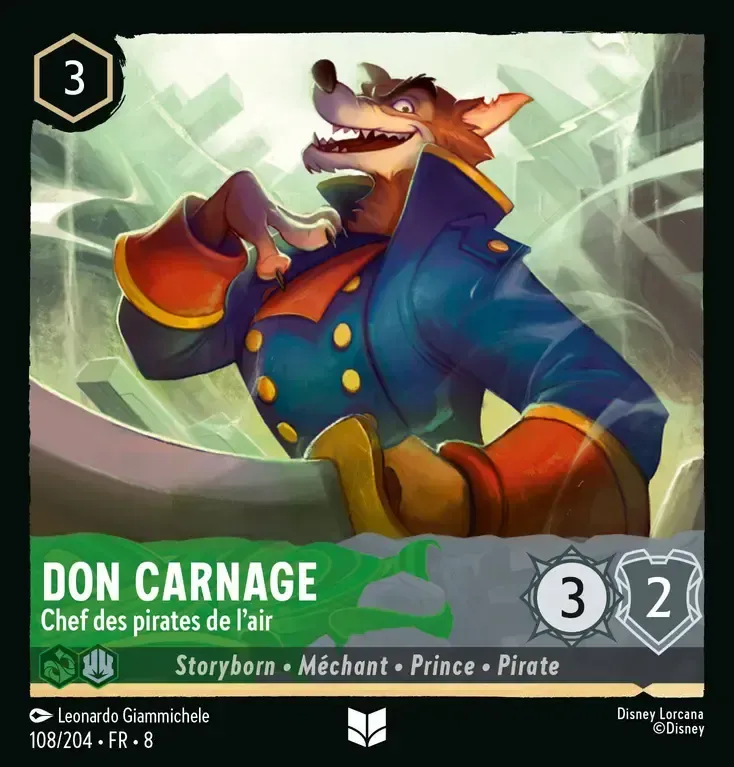 3
DON CARNAGE
Chef des pirates de l'air
3
2
Storyborn • Méchant • Prince • Pirate
Leonardo Giammichele
108/204 • FR • 8
Disney Lorcana
©Disney